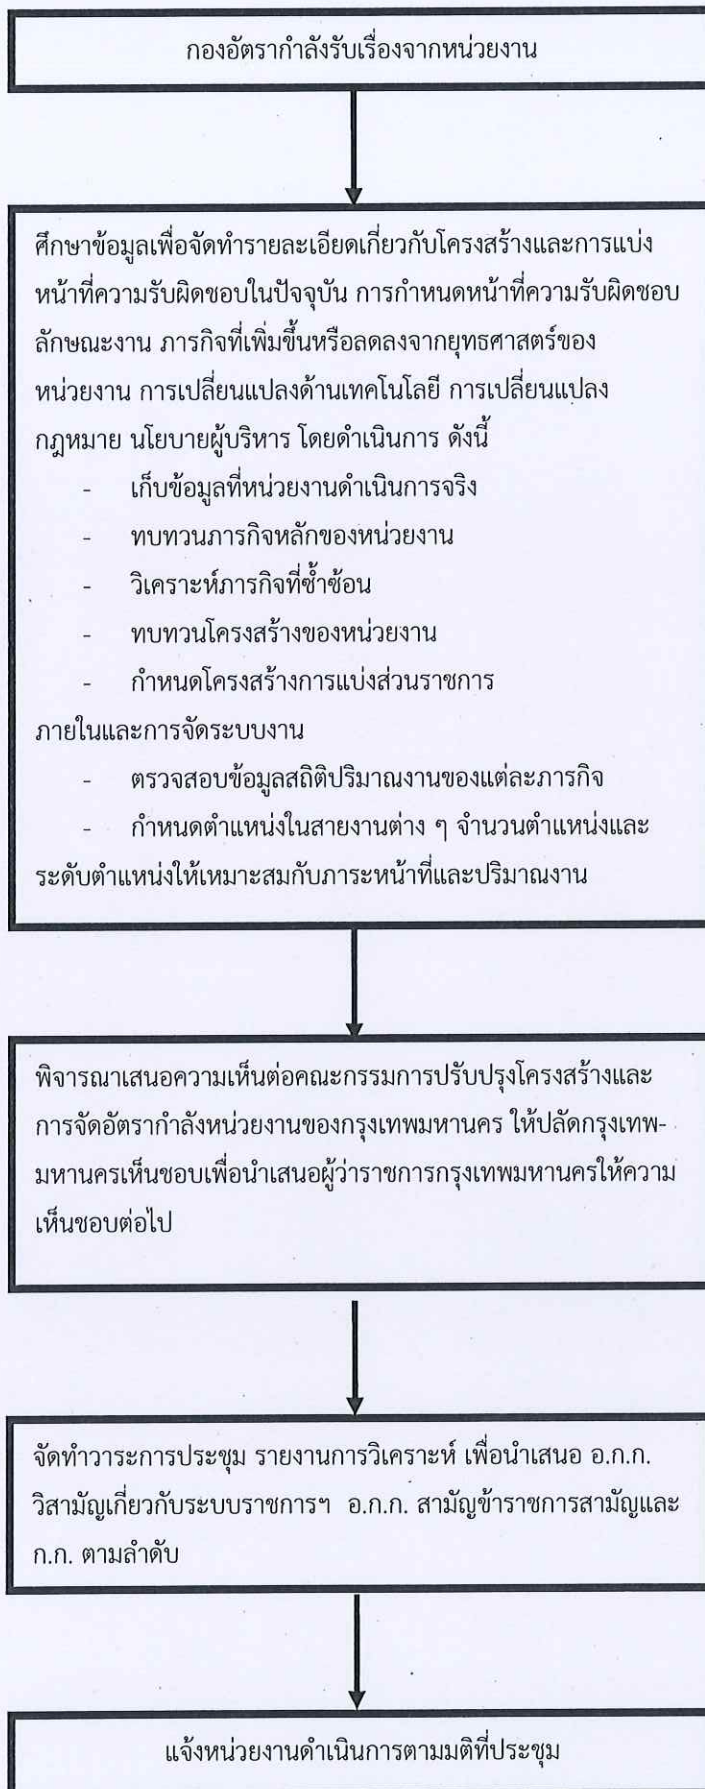 กองอัตรากำลังรับเรื่องจากหน่วยงาน
ศึกษาข้อมูลเพื่อจัดทำรายละเอียดเกี่ยวกับโครงสร้างและการแบ่ง
หน้าที่ความรับผิดชอบในปัจจุบัน การกำหนดหน้าที่ความรับผิดชอบ
ลักษณะงาน ภารกิจที่เพิ่มขึ้นหรือลดลงจากยุทธศาสตร์ของ
หน่วยงาน การเปลี่ยนแปลงด้านเทคโนโลยี การเปลี่ยนแปลง
กฎหมาย นโยบายผู้บริหาร โดยดำเนินการ ดังนี้
- เก็บข้อมูลที่หน่วยงานดำเนินการจริง
- ทบทวนภารกิจหลักของหน่วยงาน
- วิเคราะห์ภารกิจที่ซ้ำซ้อน
- ทบทวนโครงสร้างของหน่วยงาน
- กำหนดโครงสร้างการแบ่งส่วนราชการ
ภายในและการจัดระบบงาน
- ตรวจสอบข้อมูลสถิติปริมาณงานของแต่ละภารกิจ
- กำหนดตำแหน่งในสายงานต่าง ๆ จำนวนตำแหน่งและ
ระดับตำแหน่งให้เหมาะสมกับภาระหน้าที่และปริมาณงาน
พิจารณาเสนอความเห็นต่อคณะกรรมการปรับปรุงโครงสร้างและ
การจัดอัตรากำลังหน่วยงานของกรุงเทพมหานคร ให้ปลัดกรุงเทพ-
มหานครเห็นชอบเพื่อนำเสนอผู้ว่าราชการกรุงเทพมหานครให้ความ
เห็นชอบต่อไป
จัดทำวาระการประชุม รายงานการวิเคราะห์ เพื่อนำเสนอ อ.ก.ก.
วิสามัญเกี่ยวกับระบบราชการฯ อ.ก.ก. สามัญข้าราชการสามัญและ
ก.ก. ตามลำดับ
แจ้งหน่วยงานดำเนินการตามมติที่ประชุม